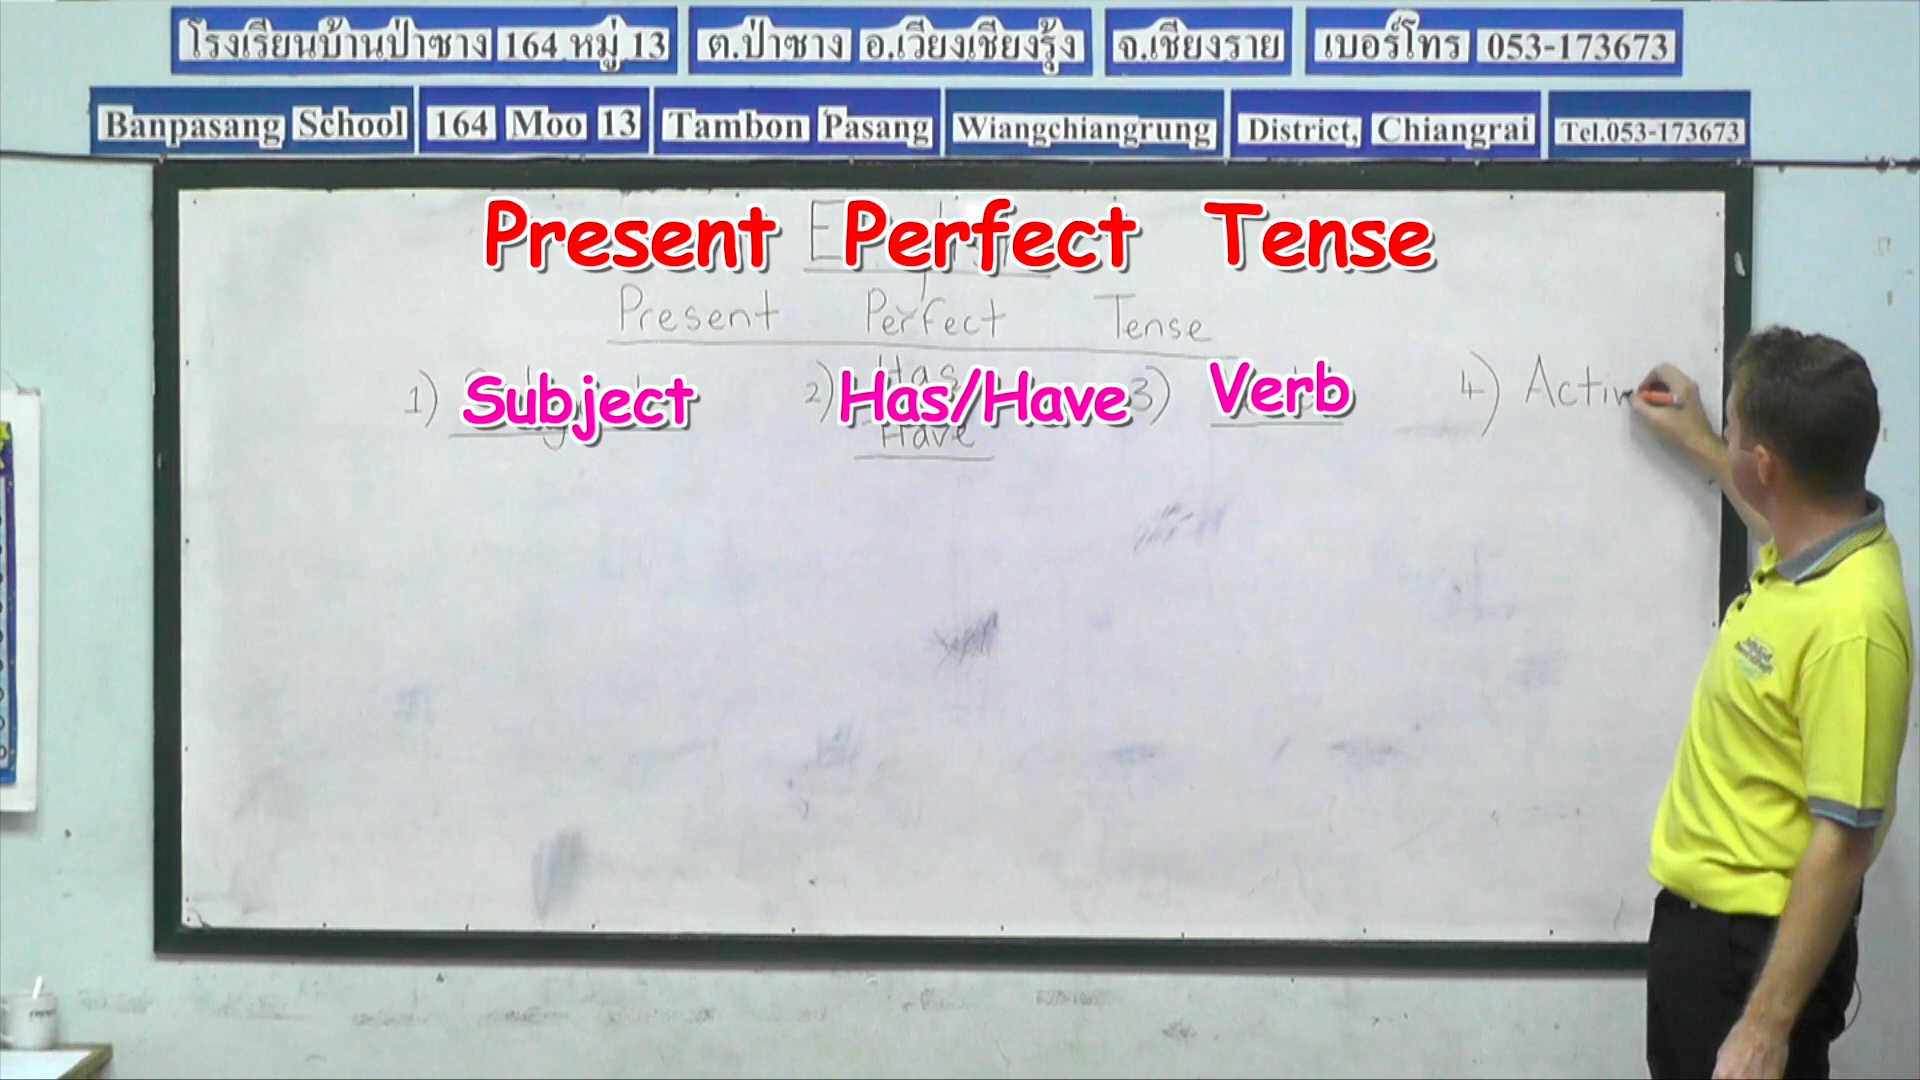 โรงเรียนบ้านป่าซาง 164 หมู่ 13 ต.ป่าซาง อ.เวียงเชียงรุ้ง จ.เชียงราย เบอร์โทร 053-173673
Banpasang School 164 Moo 13 Tambon Pasang Wiangchiangrung District, Chiangrai Tel.053-173673
Present Perfect Tense
Present Perfect Tense
1) Subject 2) Has/Have 3) Verb 4) Activ
Has
Have